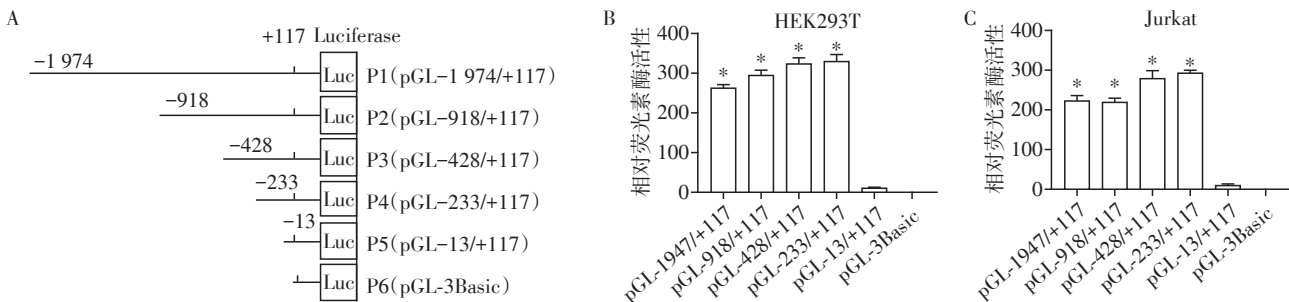 A
+117 Luciferase
−1 974
Luc P1(pGL−1 974/+117)
−918
Luc P2(pGL−918/+117)
−428
Luc P3(pGL−428/+117)
−233
Luc P4(pGL−233/+117)
−13
Luc P5(pGL−13/+117)
Luc P6(pGL−3Basic)
B
HEK293T
相对荧光素酶活性
400
300
200
100
0
* * * *
pGL−1947/+117
pGL−918/+117
pGL−428/+117
pGL−233/+117
pGL−13/+117
pGL−3Basic
C
Jurkat
相对荧光素酶活性
400
300
200
100
0
* * * *
pGL−1947/+117
pGL−918/+117
pGL−428/+117
pGL−233/+117
pGL−13/+117
pGL−3Basic